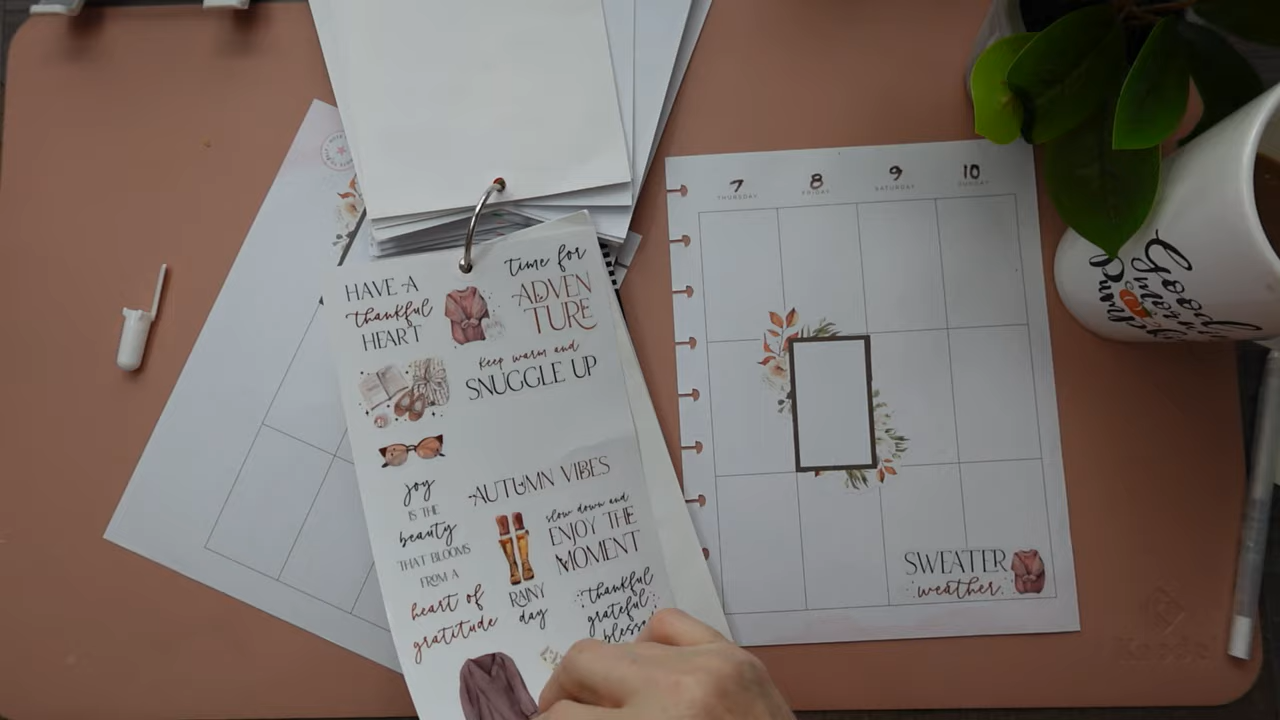 HAVE A
thankful
HEART
time for
ADVEN
TURE
Keep warm and
SNUGGLE UP
AUTUMN VIBES
joy
IS THE
beauty
THAT BLOOMS
FROM A
heart of
gratitude
RAINY
day
slow down and
ENJOY THE
MOMENT
thankful
grateful
7 8 9 10
THURSDAY FRIDAY SATURDAY SUNDAY
SWEATER
weather
Good